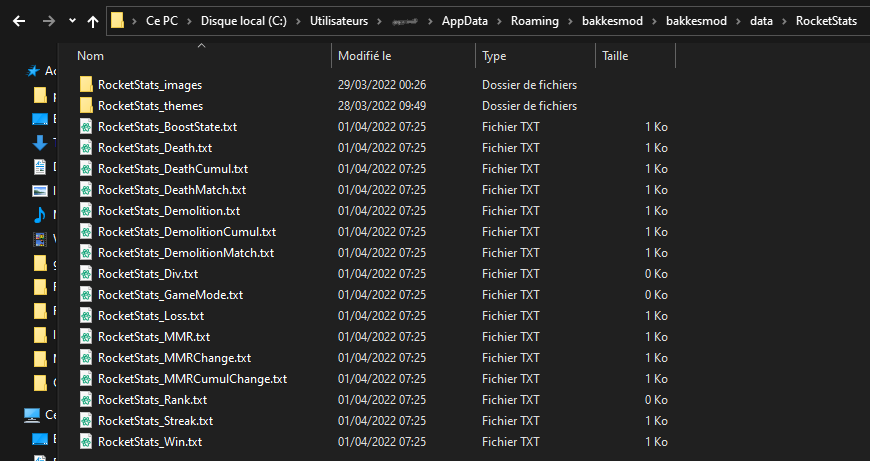 Ce PC > Disque local (C:) > Utilisateurs > > AppData > Roaming > bakkesmod > bakkesmod > data > RocketStats
Nom Modifié le Type Taille
RocketStats_images 29/03/2022 00:26 Dossier de fichiers
RocketStats_themes 28/03/2022 09:49 Dossier de fichiers
RocketStats_BoostState.txt 01/04/2022 07:25 Fichier TXT 1 Ko
RocketStats_Death.txt 01/04/2022 07:25 Fichier TXT 1 Ko
RocketStats_DeathCumul.txt 01/04/2022 07:25 Fichier TXT 1 Ko
RocketStats_DeathMatch.txt 01/04/2022 07:25 Fichier TXT 1 Ko
RocketStats_Demolition.txt 01/04/2022 07:25 Fichier TXT 1 Ko
RocketStats_DemolitionCumul.txt 01/04/2022 07:25 Fichier TXT 1 Ko
RocketStats_DemolitionMatch.txt 01/04/2022 07:25 Fichier TXT 1 Ko
RocketStats_Div.txt 01/04/2022 07:25 Fichier TXT 0 Ko
RocketStats_GameMode.txt 01/04/2022 07:25 Fichier TXT 0 Ko
RocketStats_Loss.txt 01/04/2022 07:25 Fichier TXT 1 Ko
RocketStats_MMR.txt 01/04/2022 07:25 Fichier TXT 1 Ko
RocketStats_MMRChange.txt 01/04/2022 07:25 Fichier TXT 1 Ko
RocketStats_MMRCumulChange.txt 01/04/2022 07:25 Fichier TXT 1 Ko
RocketStats_Rank.txt 01/04/2022 07:25 Fichier TXT 0 Ko
RocketStats_Streak.txt 01/04/2022 07:25 Fichier TXT 1 Ko
RocketStats_Win.txt 01/04/2022 07:25 Fichier TXT 1 Ko